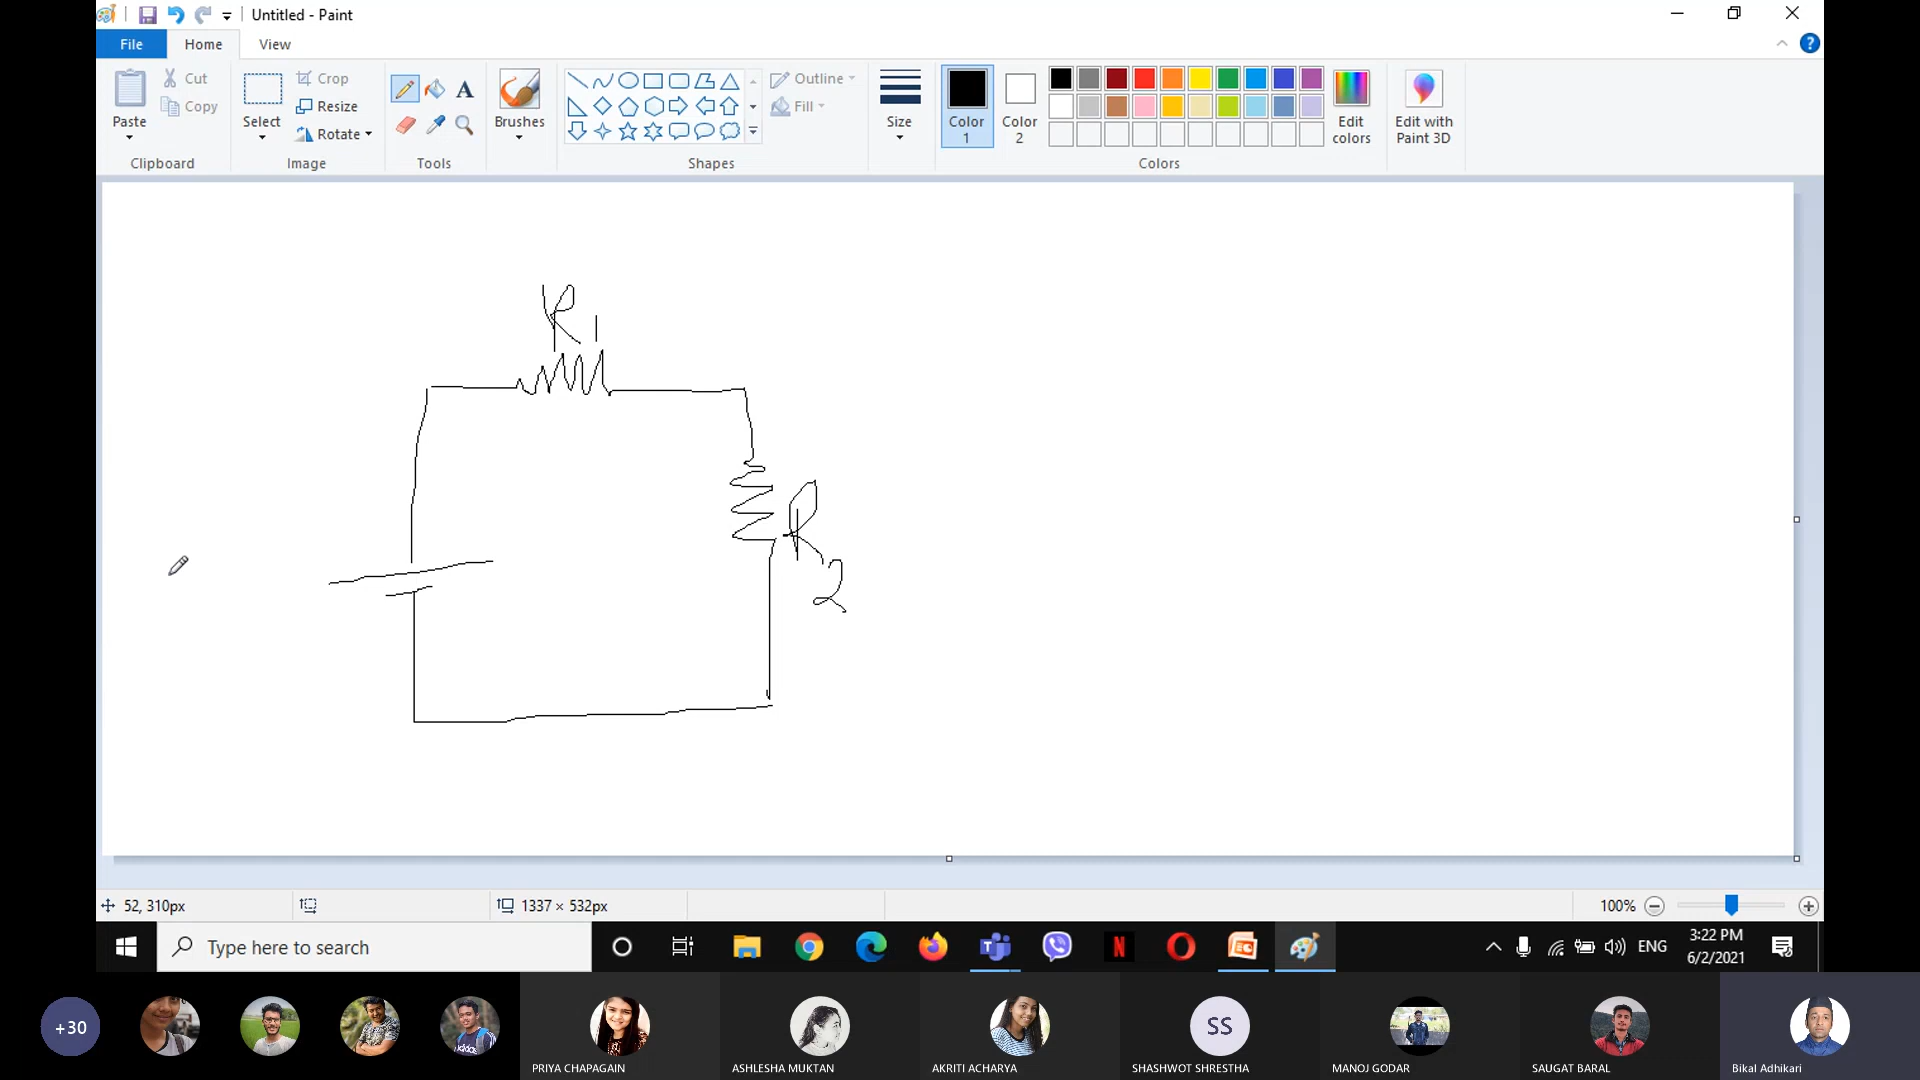 Untitled - Paint
File Home View
Paste Cut Copy
Clipboard
Select Crop Resize Rotate
Image
A
Tools
Brushes
Shapes
Outline
Fill
Size
Color 1
Color 2
Edit colors
Colors
Edit with Paint 3D
?
R1
R2
52, 310px
1337 × 532px
100%
Type here to search
N
ENG
3:22 PM
6/2/2021
+30
SS
PRIYA CHAPAGAIN
ASHLESHA MUKTAN
AKRITI ACHARYA
SHASHWOT SHRESTHA
MANOJ GODAR
SAUGAT BARAL
Bikal Adhikari